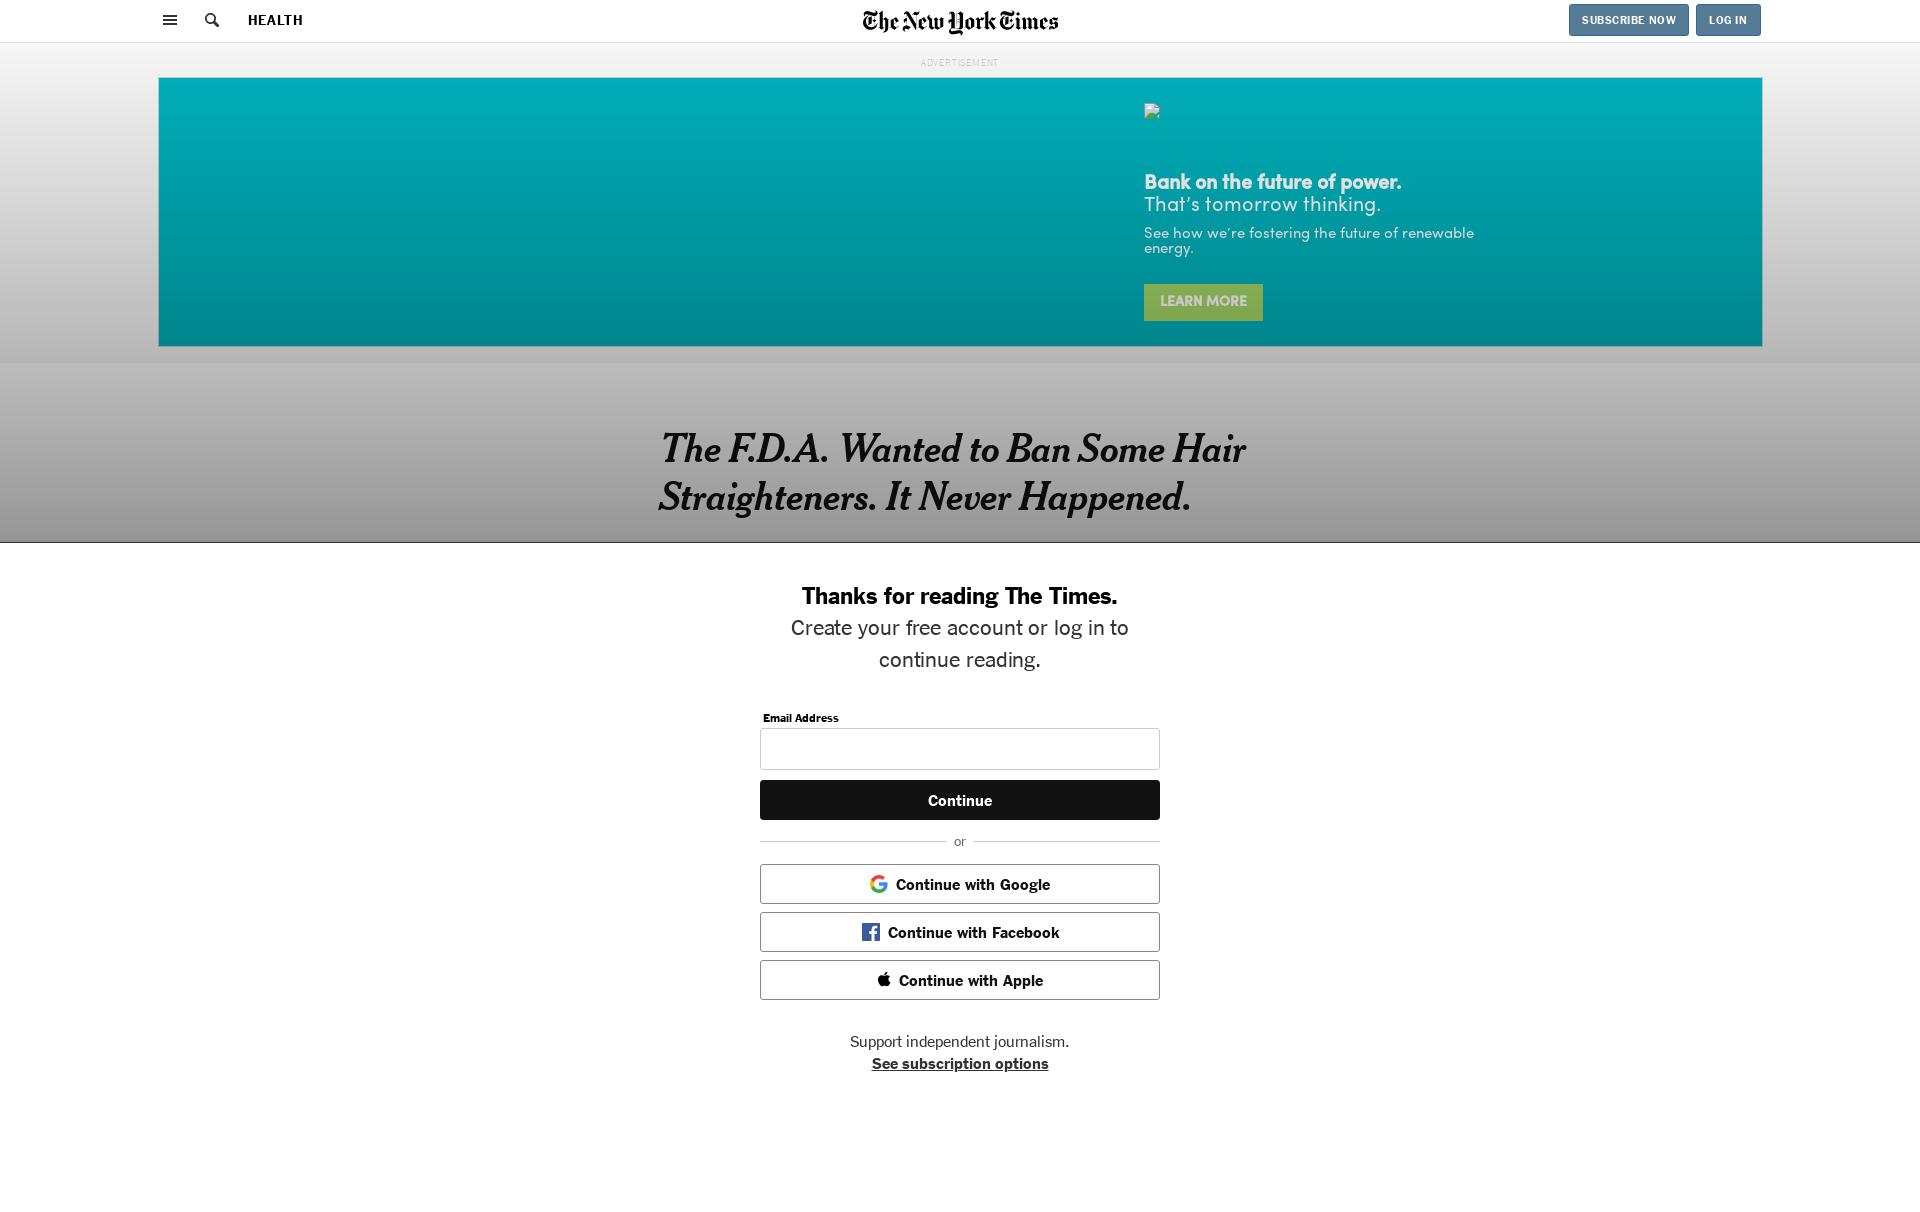 HEALTH
The New York Times
SUBSCRIBE NOW
LOG IN
ADVERTISEMENT
Bank on the future of power.
That's tomorrow thinking.
See how we're fostering the future of renewable
energy.
LEARN MORE
The F.D.A. Wanted to Ban Some Hair
Straighteners. It Never Happened.
Thanks for reading The Times.
Create your free account or log in to
continue reading.
Email Address
Continue
or
Continue with Google
Continue with Facebook
Continue with Apple
Support independent journalism.
See subscription options